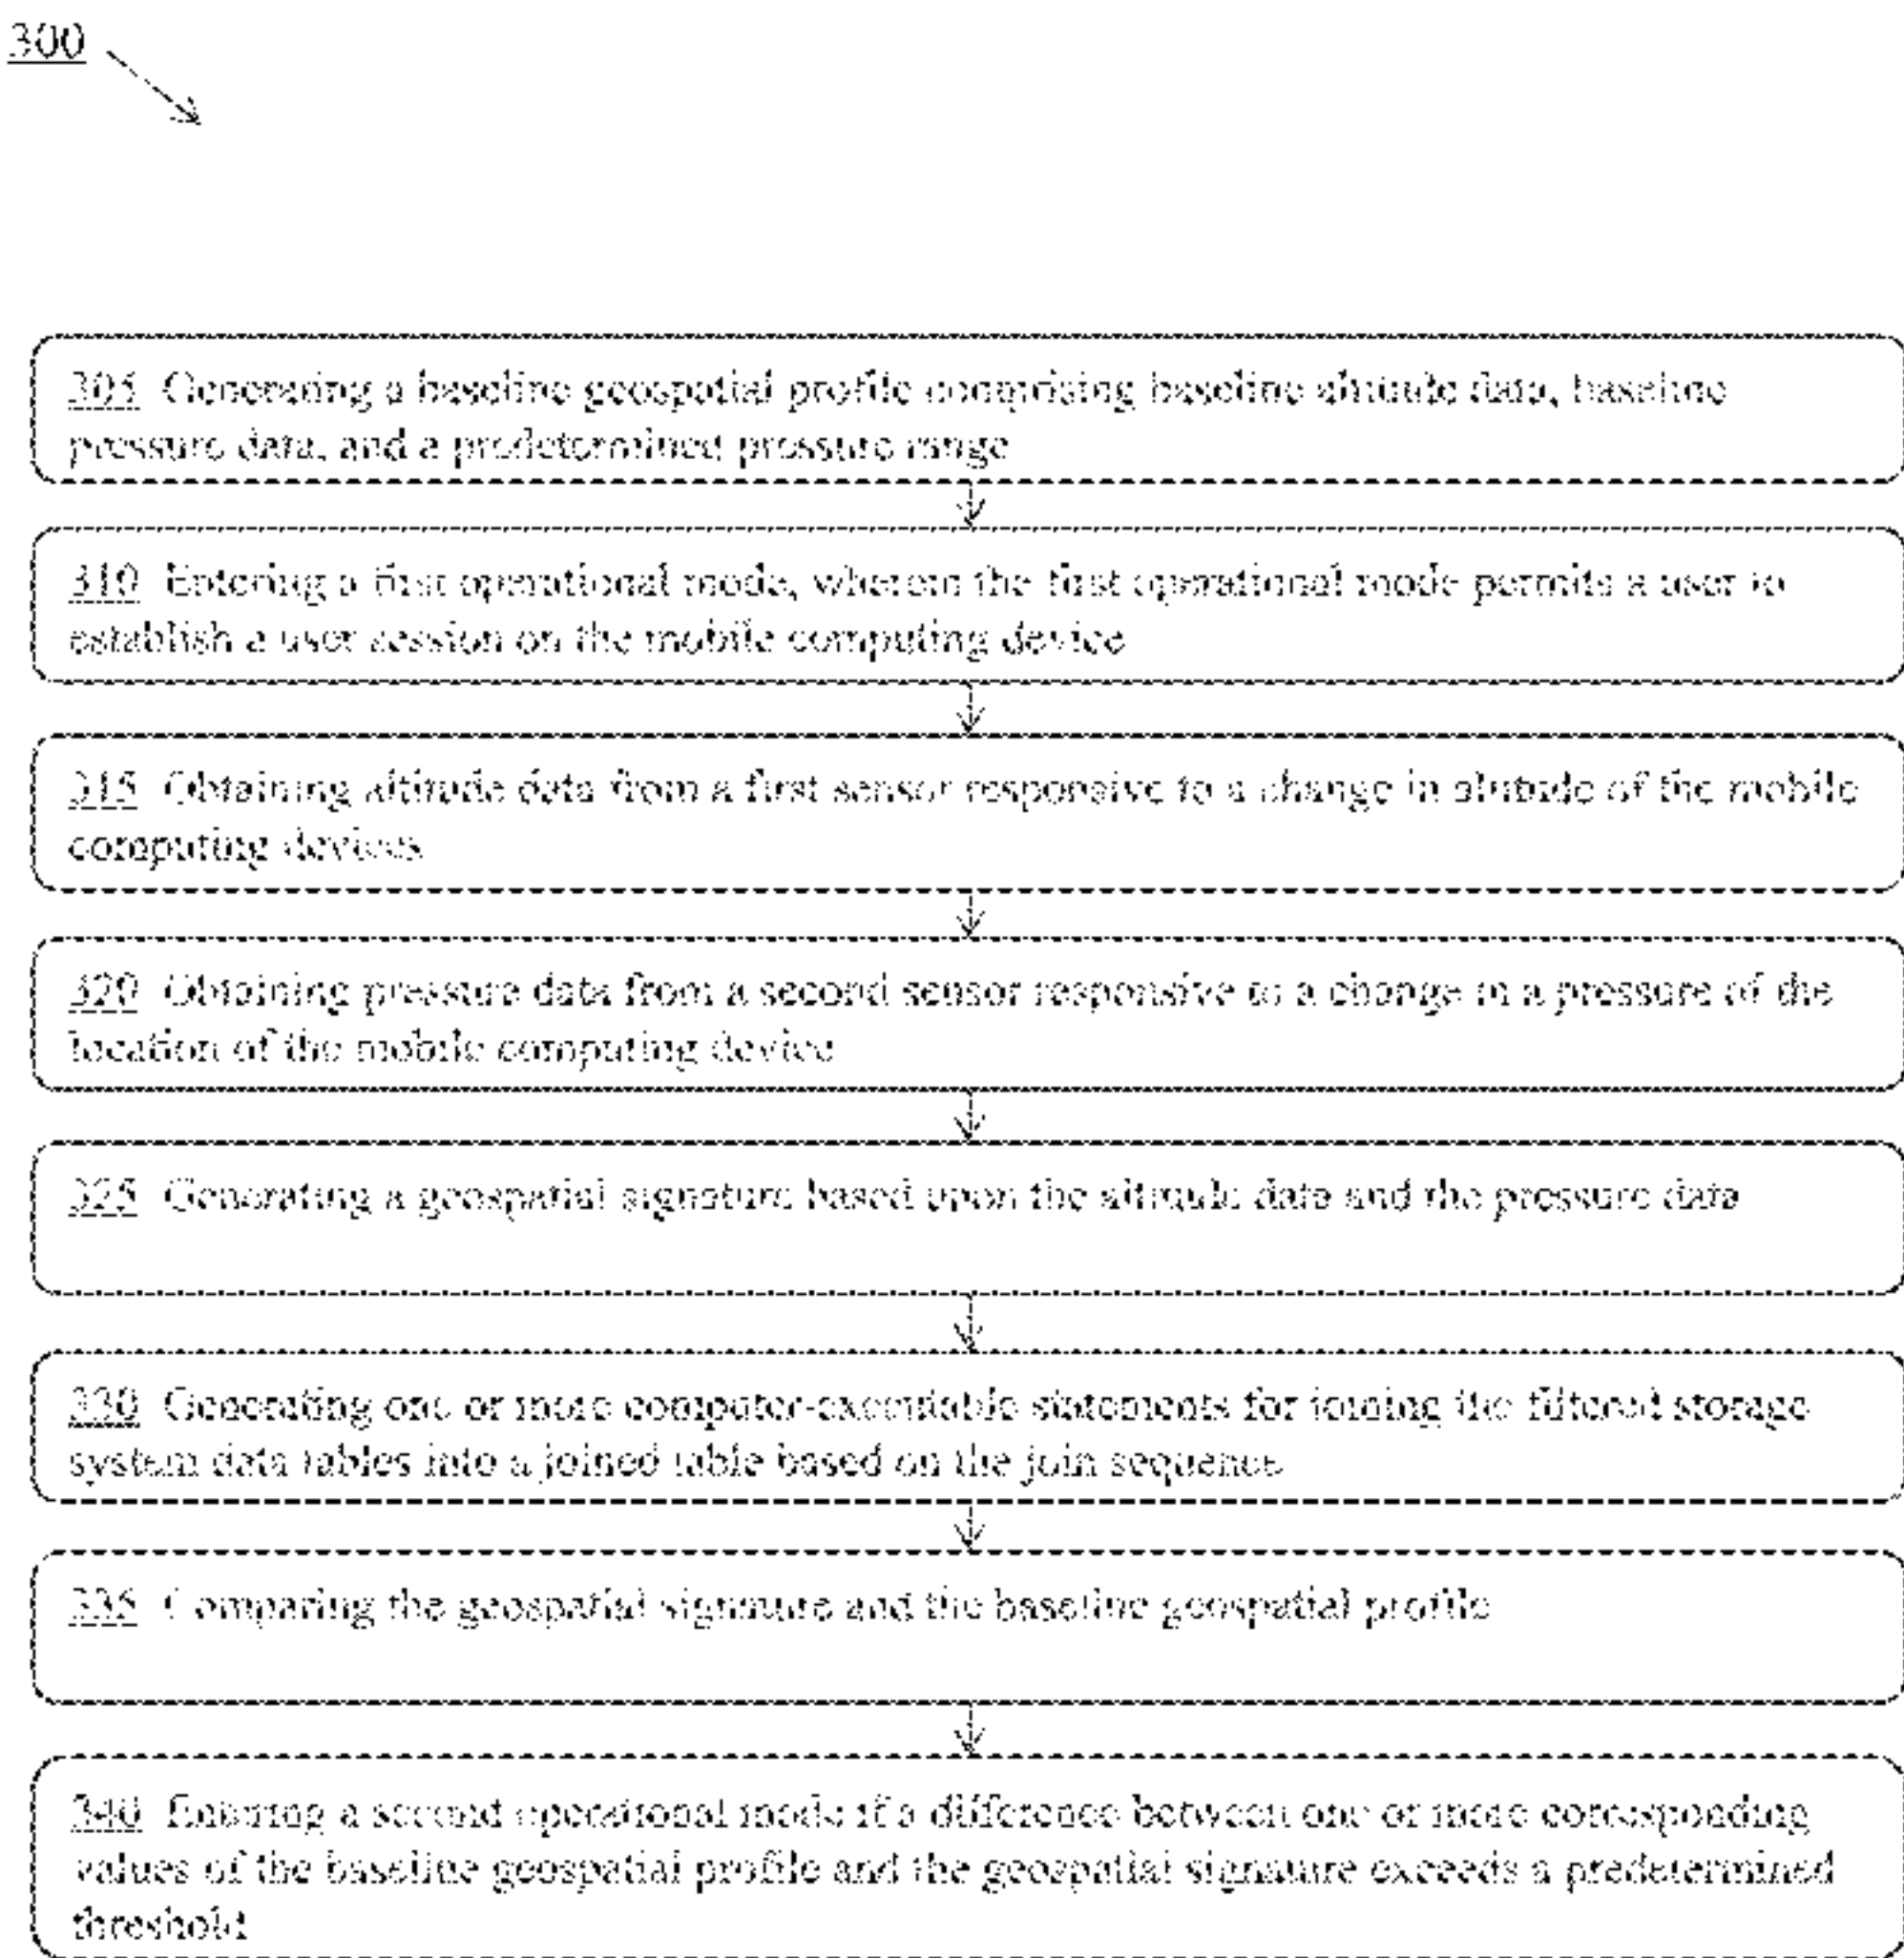 300
305 Generating a baseline geospatial profile comprising baseline altitude data, baseline
pressure data, and a predetermined pressure range
310 Entering a first operational mode, wherein the first operational mode permits a user to
establish a user session on the mobile computing device
315 Obtaining altitude data from a first sensor responsive to a change in altitude of the mobile
computing devices
320 Obtaining pressure data from a second sensor responsive to a change in a pressure of the
location of the mobile computing device
325 Generating a geospatial signature based upon the altitude data and the pressure data
330 Generating one or more computer-executable statements for joining the filtered storage
system data tables into a joined table based on the join sequence
335 Comparing the geospatial signature and the baseline geospatial profile
340 Entering a second operational mode if a difference between one or more corresponding
values of the baseline geospatial profile and the geospatial signature exceeds a predetermined
threshold